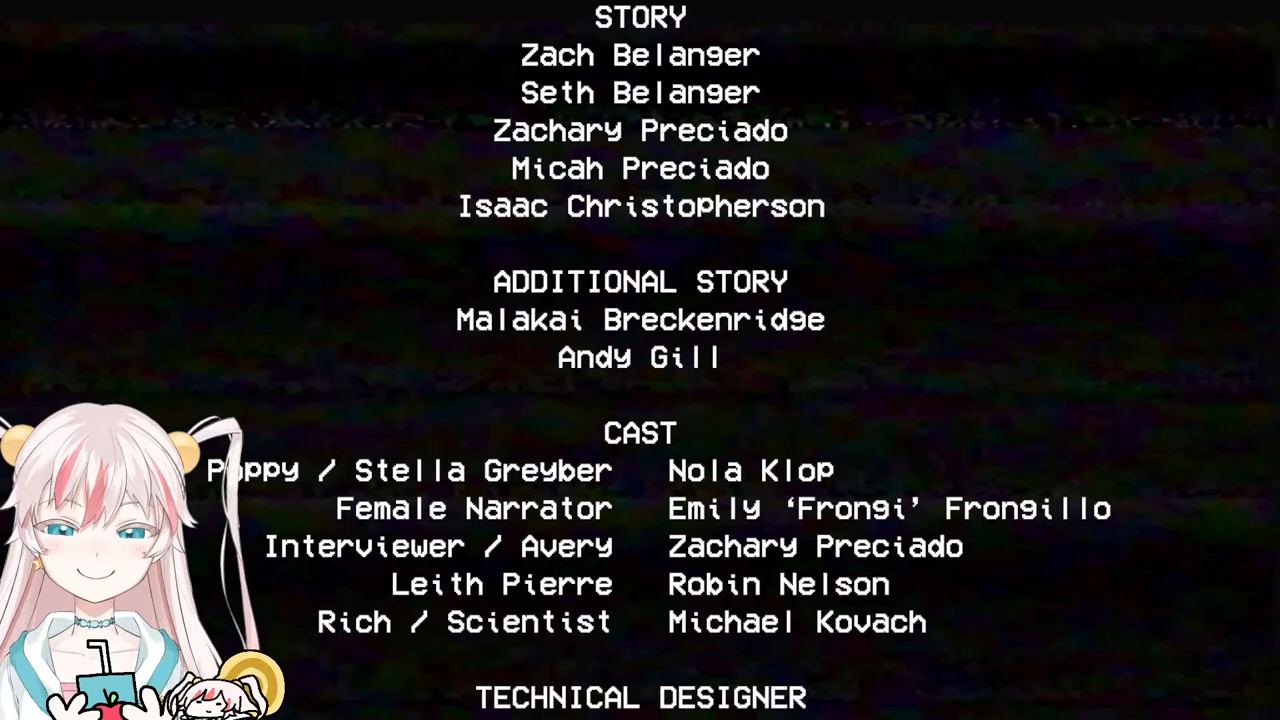 STORY
Zach Belanger
Seth Belanger
Zachary Preciado
Micah Preciado
Isaac Christopherson
ADDITIONAL STORY
Malakai Breckenridge
Andy Gill
CAST
Poppy / Stella Greyber Nola Klop
Female Narrator Emily ‘Frongi’ Frongillo
Interviewer / Avery Zachary Preciado
Leith Pierre Robin Nelson
Rich / Scientist Michael Kovach
TECHNICAL DESIGNER